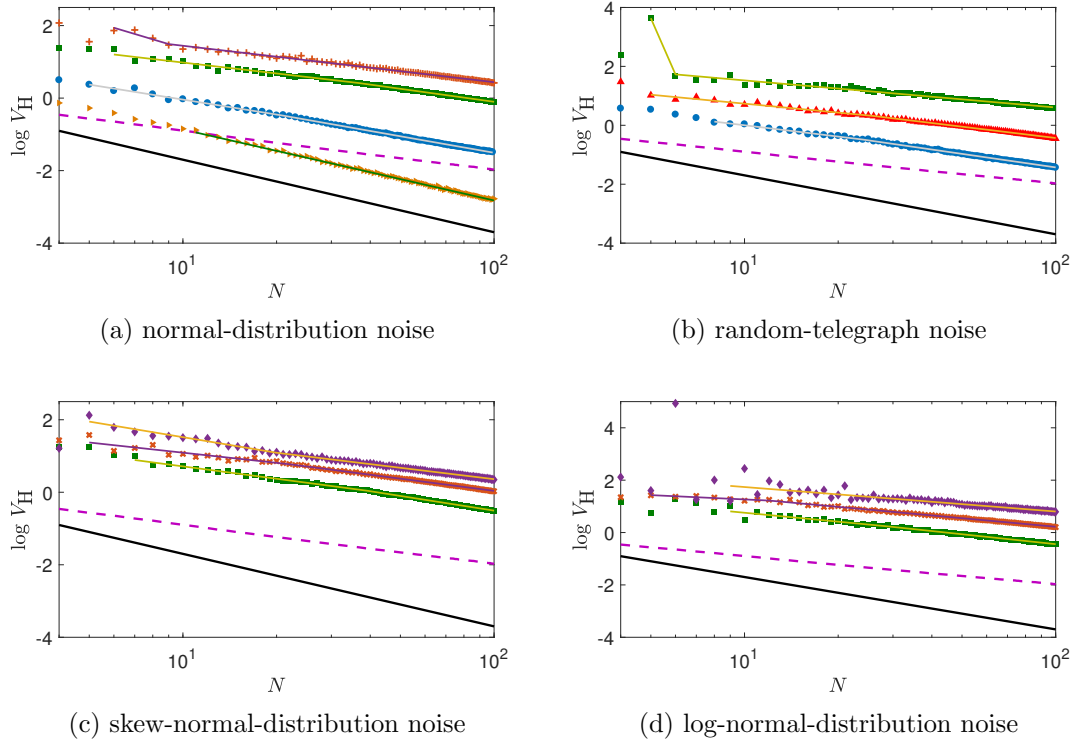 2
0
-2
-4
log V_H
10^1
10^2
N
(a) normal-distribution noise
4
2
0
-2
-4
log V_H
10^1
10^2
N
(b) random-telegraph noise
2
0
-2
-4
log V_H
10^1
10^2
N
(c) skew-normal-distribution noise
4
2
0
-2
-4
log V_H
10^1
10^2
N
(d) log-normal-distribution noise